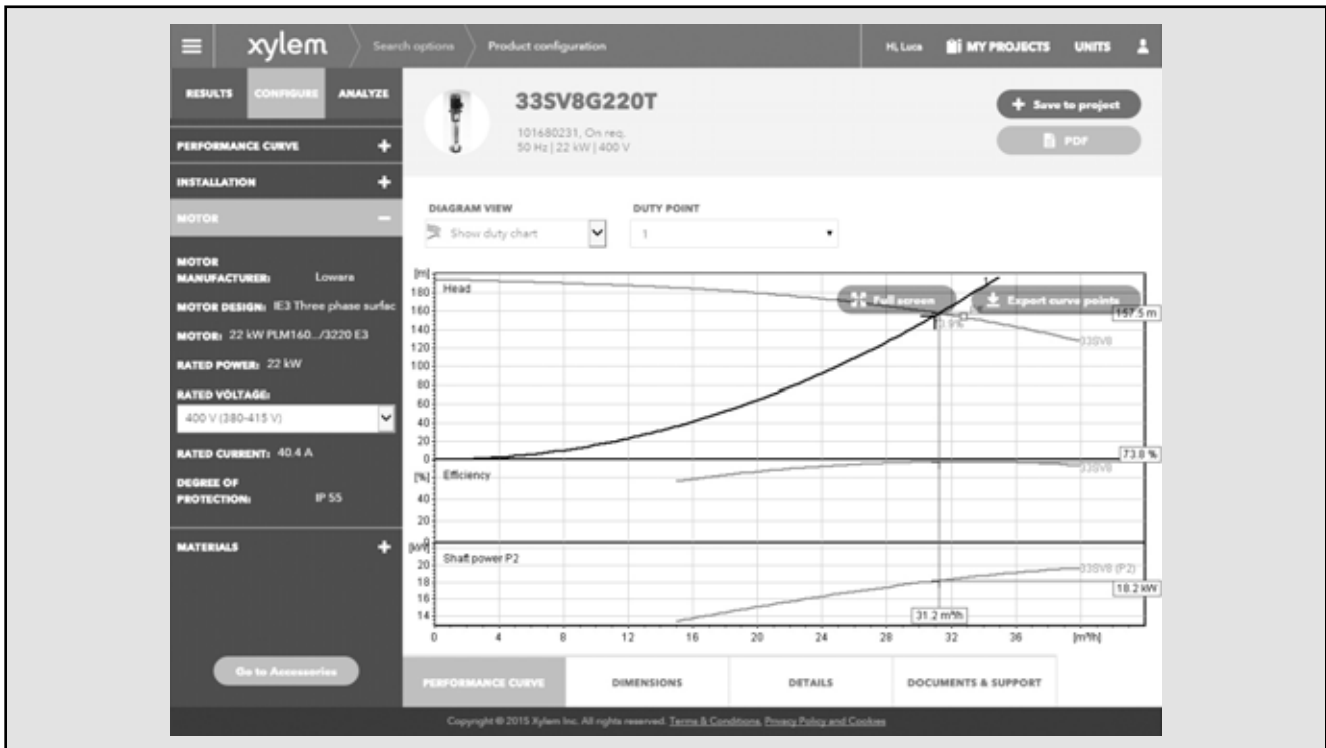 xylem
Search options
Product configuration
Hi, Luca
MY PROJECTS
UNITS
RESULTS
CONFIGURE
ANALYZE
33SV8G220T
101680231, On req.
50 Hz | 22 kW | 400 V
+ Save to project
PDF
PERFORMANCE CURVE +
INSTALLATION +
MOTOR −
MOTOR
MANUFACTURER: Lowara
MOTOR DESIGN: IE3 Three phase surfac
MOTOR: 22 kW PLM160.../3220 E3
RATED POWER: 22 kW
RATED VOLTAGE:
400 V (380-415 V)
RATED CURRENT: 40.4 A
DEGREE OF
PROTECTION: IP 55
MATERIALS +
Go to Accessories
DIAGRAM VIEW
Show duty chart
DUTY POINT
1
[m]
Head
180
160
140
120
100
80
60
40
20
0
1
Full screen
Export curve points
157.5 m
33SV8
73.8 %
[%]
Efficiency
40
20
0
33SV8
[kW]
Shaft power P2
20
18
16
14
33SV8 (P2)
18.2 kW
31.2 m³/h
0 4 8 12 16 20 24 28 32 36 [m³/h]
PERFORMANCE CURVE
DIMENSIONS
DETAILS
DOCUMENTS & SUPPORT
Copyright © 2015 Xylem Inc. All rights reserved. Terms & Conditions, Privacy Policy and Cookies